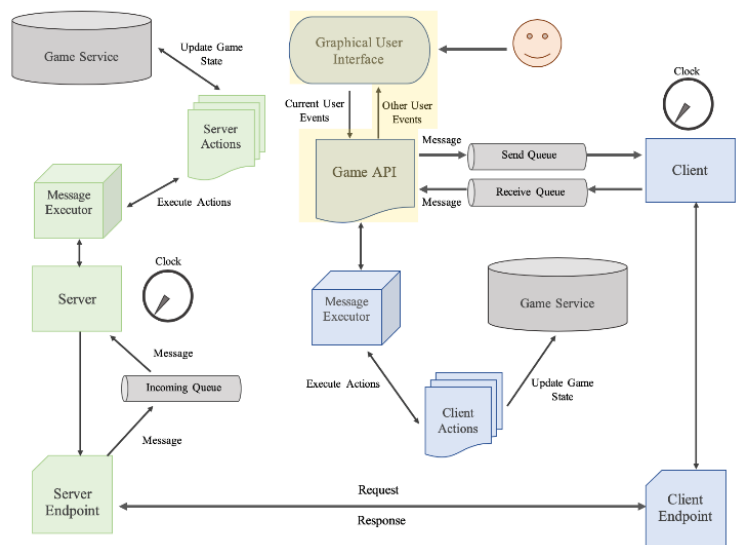 Game Service
Update Game
State
Server
Actions
Message
Executor
Execute Actions
Server
Clock
Message
Incoming Queue
Message
Server
Endpoint
Graphical User
Interface
Current User
Events
Other User
Events
Game API
Message
Send Queue
Receive Queue
Message
Clock
Client
Message
Executor
Game Service
Execute Actions
Client
Actions
Update Game
State
Request
Response
Client
Endpoint